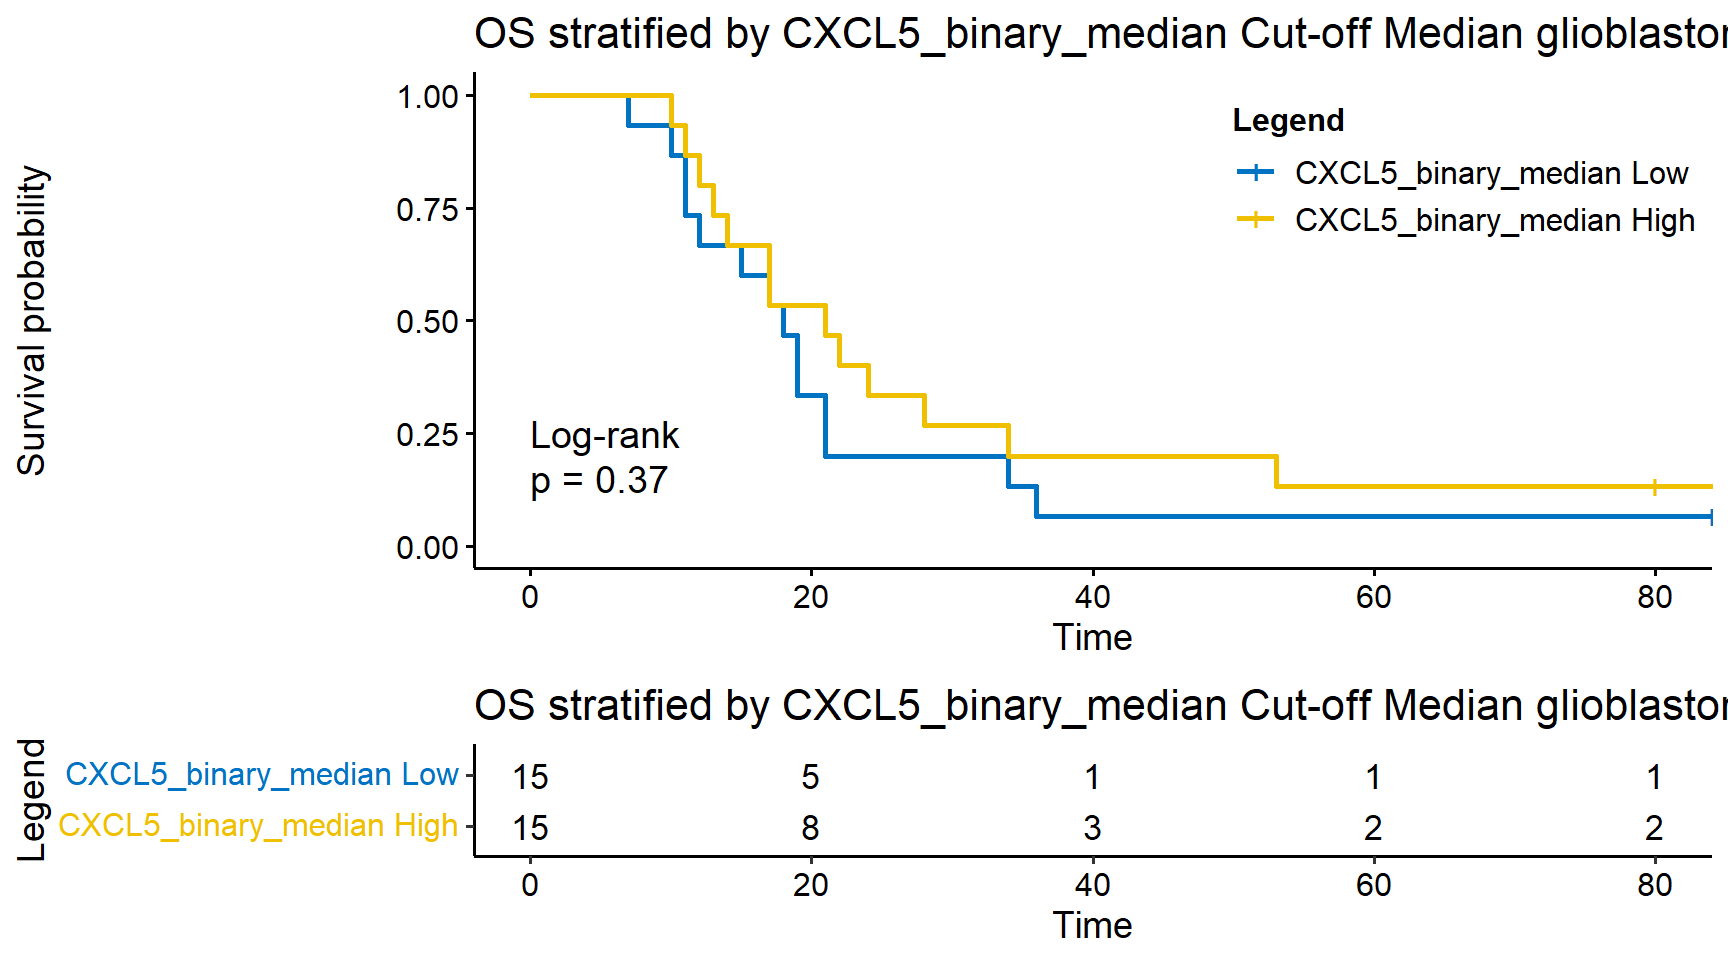 OS stratified by CXCL5_binary_median Cut-off Median glioblastor
Survival probability
1.00
0.75
0.50
0.25
0.00
Legend
CXCL5_binary_median Low
CXCL5_binary_median High
Log-rank
p = 0.37
0 20 40 60 80
Time
OS stratified by CXCL5_binary_median Cut-off Median glioblastor
Legend
CXCL5_binary_median Low 15 5 1 1 1
CXCL5_binary_median High 15 8 3 2 2
0 20 40 60 80
Time